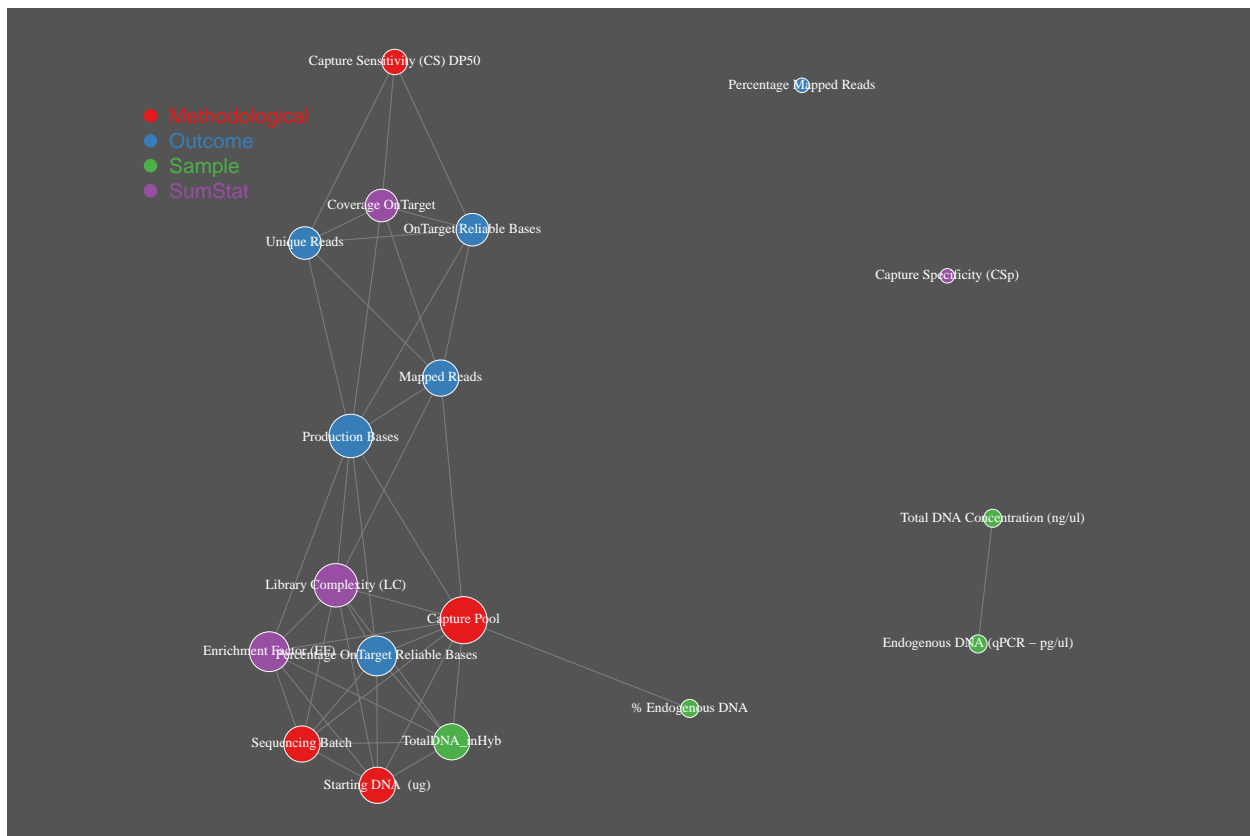 Capture Sensitivity (CS) DP50
Percentage Mapped Reads
Methodological
Outcome
Sample
SumStat
Coverage OnTarget
OnTarget Reliable Bases
Unique Reads
Capture Specificity (CSp)
Mapped Reads
Production Bases
Total DNA Concentration (ng/ul)
Library Complexity (LC)
Capture Pool
Endogenous DNA (qPCR – pg/ul)
Enrichment Factor (EF)
Percentage OnTarget Reliable Bases
% Endogenous DNA
Sequencing Batch
TotalDNA_inHyb
Starting DNA (ug)